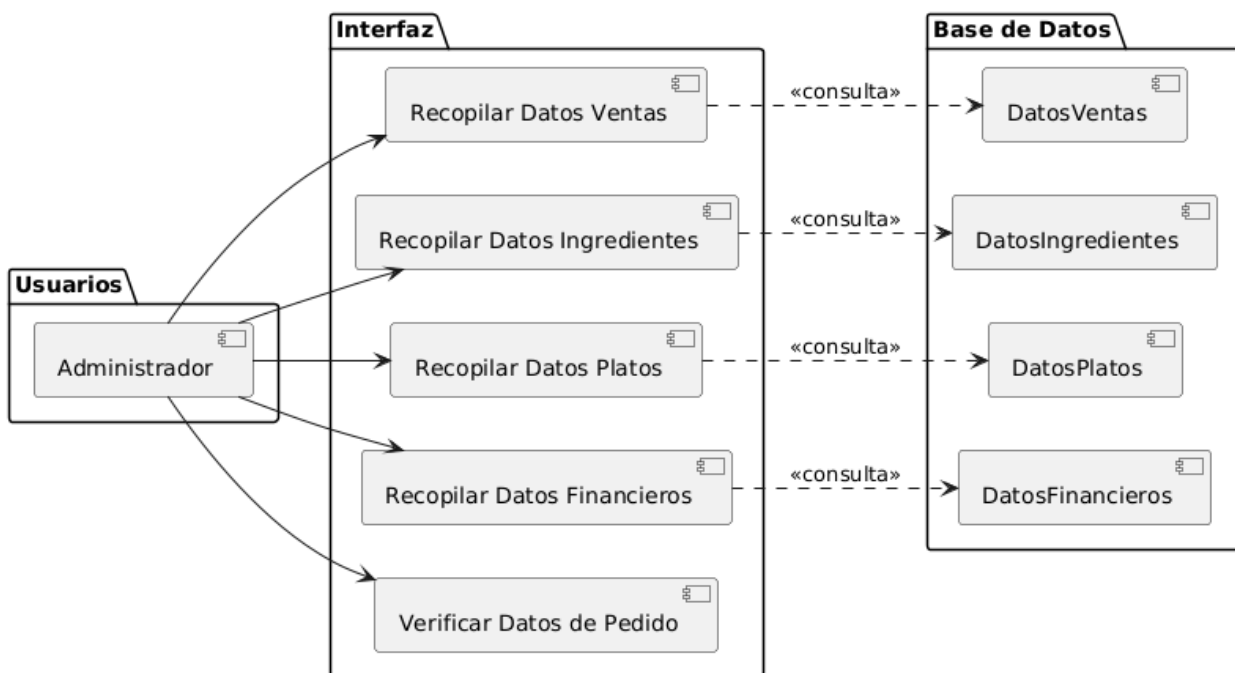 Interfaz
Base de Datos
Recopilar Datos Ventas
«consulta»
DatosVentas
Recopilar Datos Ingredientes
«consulta»
DatosIngredientes
Usuarios
Administrador
Recopilar Datos Platos
«consulta»
DatosPlatos
Recopilar Datos Financieros
«consulta»
DatosFinancieros
Verificar Datos de Pedido